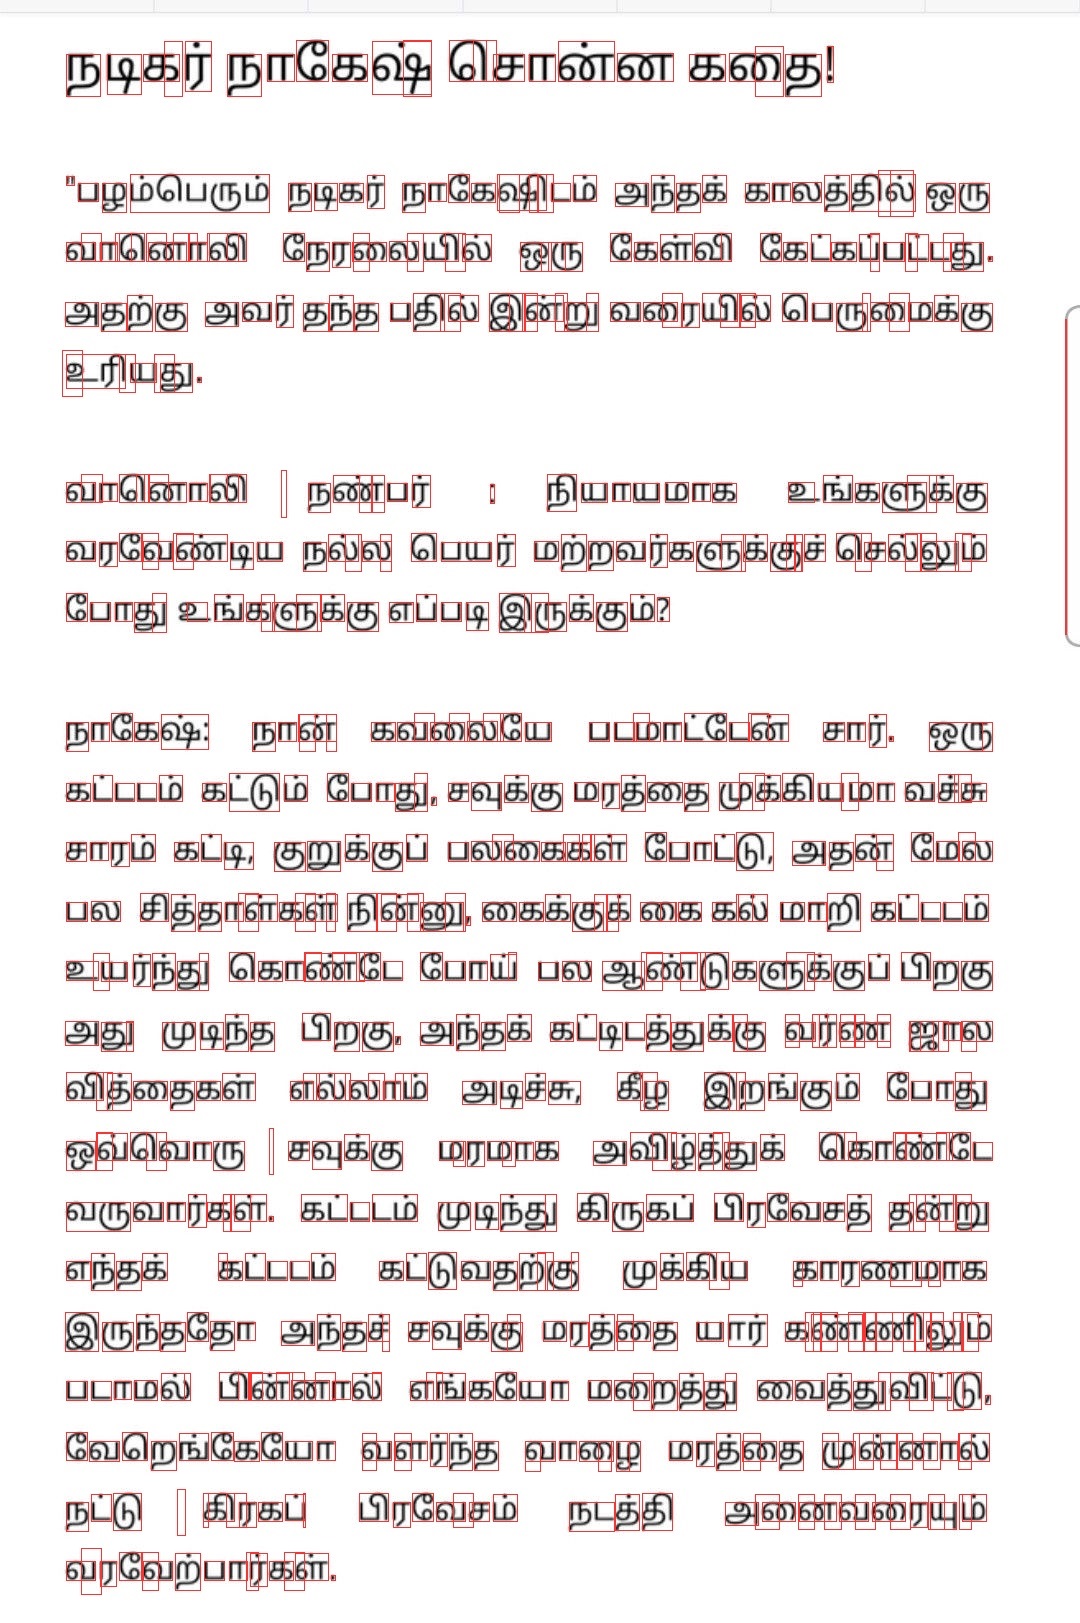 நடிகர் நாகேஷ் சொன்ன கதை!
"பழம்பெரும் நடிகர் நாகேஷிடம் அந்தக் காலத்தில் ஒரு
வானொலி நேரலையில் ஒரு கேள்வி கேட்கப்பட்டது.
அதற்கு அவர் தந்த பதில் இன்று வரையில் பெருமைக்கு
உரியது.
வானொலி நண்பர் : நியாயமாக உங்களுக்கு
வரவேண்டிய நல்ல பெயர் மற்றவர்களுக்குச் செல்லும்
போது உங்களுக்கு எப்படி இருக்கும்?
நாகேஷ்: நான் கவலையே படமாட்டேன் சார். ஒரு
கட்டடம் கட்டும் போது, சவுக்கு மரத்தை முக்கியமா வச்சு
சாரம் கட்டி, குறுக்குப் பலகைகள் போட்டு, அதன் மேல
பல சித்தாள்கள் நின்னு, கைக்குக் கை கல் மாறி கட்டடம்
உயர்ந்து கொண்டே போய் பல ஆண்டுகளுக்குப் பிறகு
அது முடிந்த பிறகு, அந்தக் கட்டிடத்துக்கு வர்ண ஜால
வித்தைகள் எல்லாம் அடிச்சு, கீழ இறங்கும் போது
ஒவ்வொரு சவுக்கு மரமாக அவிழ்த்துக் கொண்டே
வருவார்கள். கட்டடம் முடிந்து கிருகப் பிரவேசத் தன்று
எந்தக் கட்டடம் கட்டுவதற்கு முக்கிய காரணமாக
இருந்ததோ அந்தச் சவுக்கு மரத்தை யார் கண்ணிலும்
படாமல் பின்னால் எங்கயோ மறைத்து வைத்துவிட்டு,
வேறெங்கேயோ வளர்ந்த வாழை மரத்தை முன்னால்
நட்டு கிரகப் பிரவேசம் நடத்தி அனைவரையும்
வரவேற்பார்கள்.